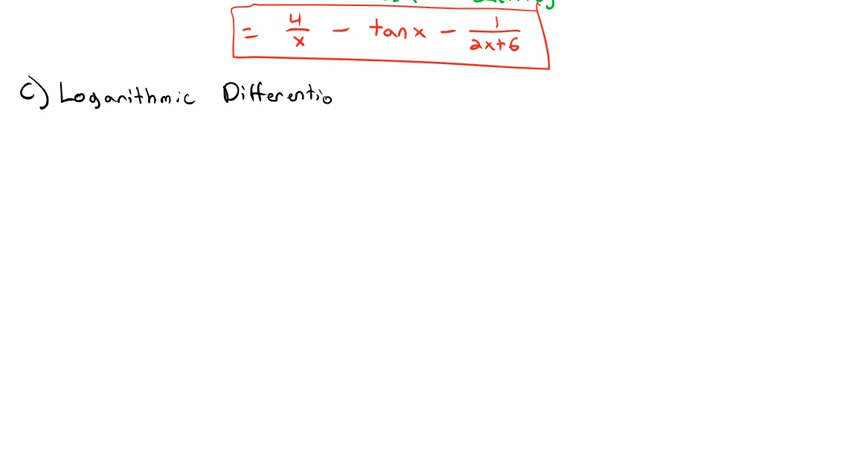 = 4/x - tan x - 1/(2x+6)
C) Logarithmic Differentio